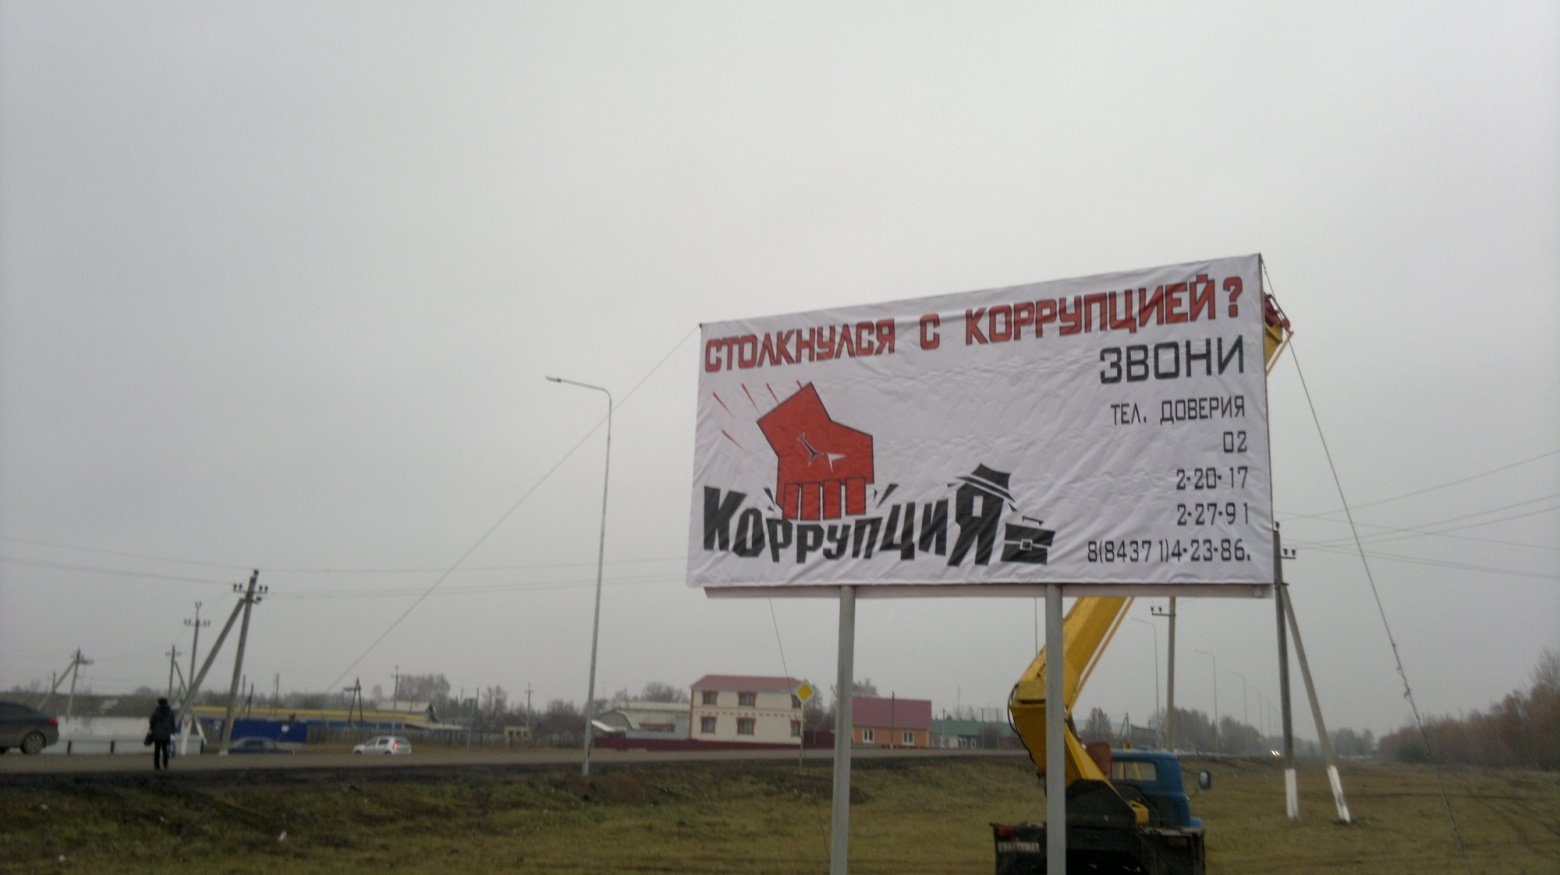 СТОЛКНУЛСЯ С КОРРУПЦИЕЙ?
ЗВОНИ
ТЕЛ. ДОВЕРИЯ
02
2-20-17
2-27-91
8(84371)4-23-86.
КОРРУПЦИЯ